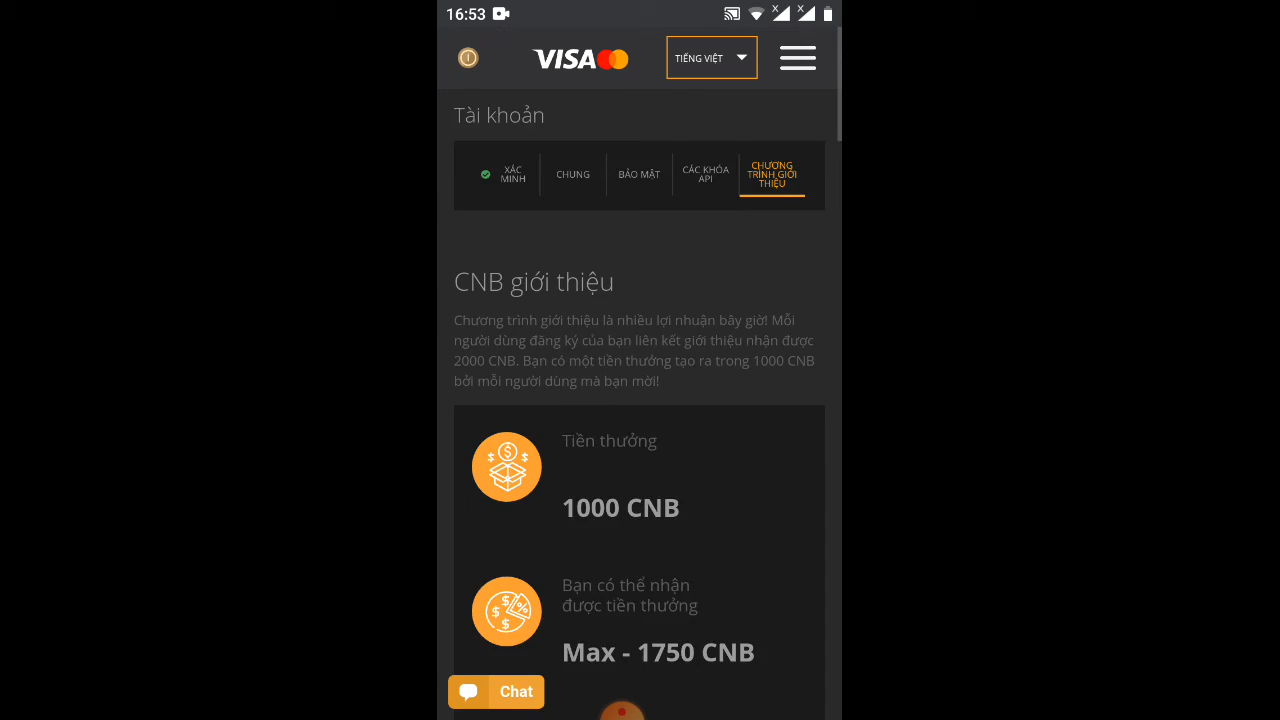 16:53
VISA
TIẾNG VIỆT
Tài khoản
XÁC
MINH
CHUNG
BẢO MẬT
CÁC KHÓA
API
CHƯƠNG
TRÌNH GIỚI
THIỆU
CNB giới thiệu
Chương trình giới thiệu là nhiều lợi nhuận bây giờ! Mỗi
người dùng đăng ký của bạn liên kết giới thiệu nhận được
2000 CNB. Bạn có một tiền thưởng tạo ra trong 1000 CNB
bởi mỗi người dùng mà bạn mời!
Tiền thưởng
1000 CNB
Bạn có thể nhận
được tiền thưởng
Max - 1750 CNB
Chat